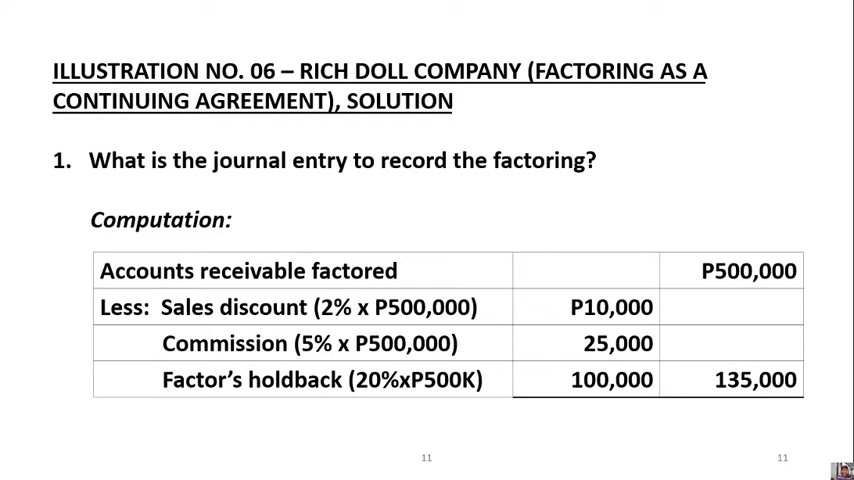 ILLUSTRATION NO. 06 – RICH DOLL COMPANY (FACTORING AS A
CONTINUING AGREEMENT), SOLUTION
1. What is the journal entry to record the factoring?
Computation:
Accounts receivable factored P500,000
Less: Sales discount (2% x P500,000) P10,000
Commission (5% x P500,000) 25,000
Factor’s holdback (20%xP500K) 100,000 135,000
11 11